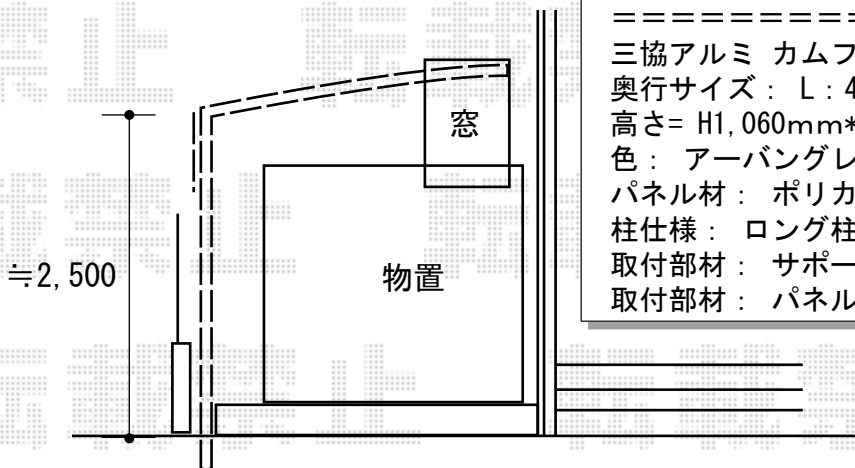 三協アルミ カムフ
奥行サイズ： L：4
高さ= H1,060mm*
色： アーバングレ
パネル材： ポリカ
柱仕様： ロング柱
取付部材： サポー
取付部材： パネル
窓
物置
≒2,500